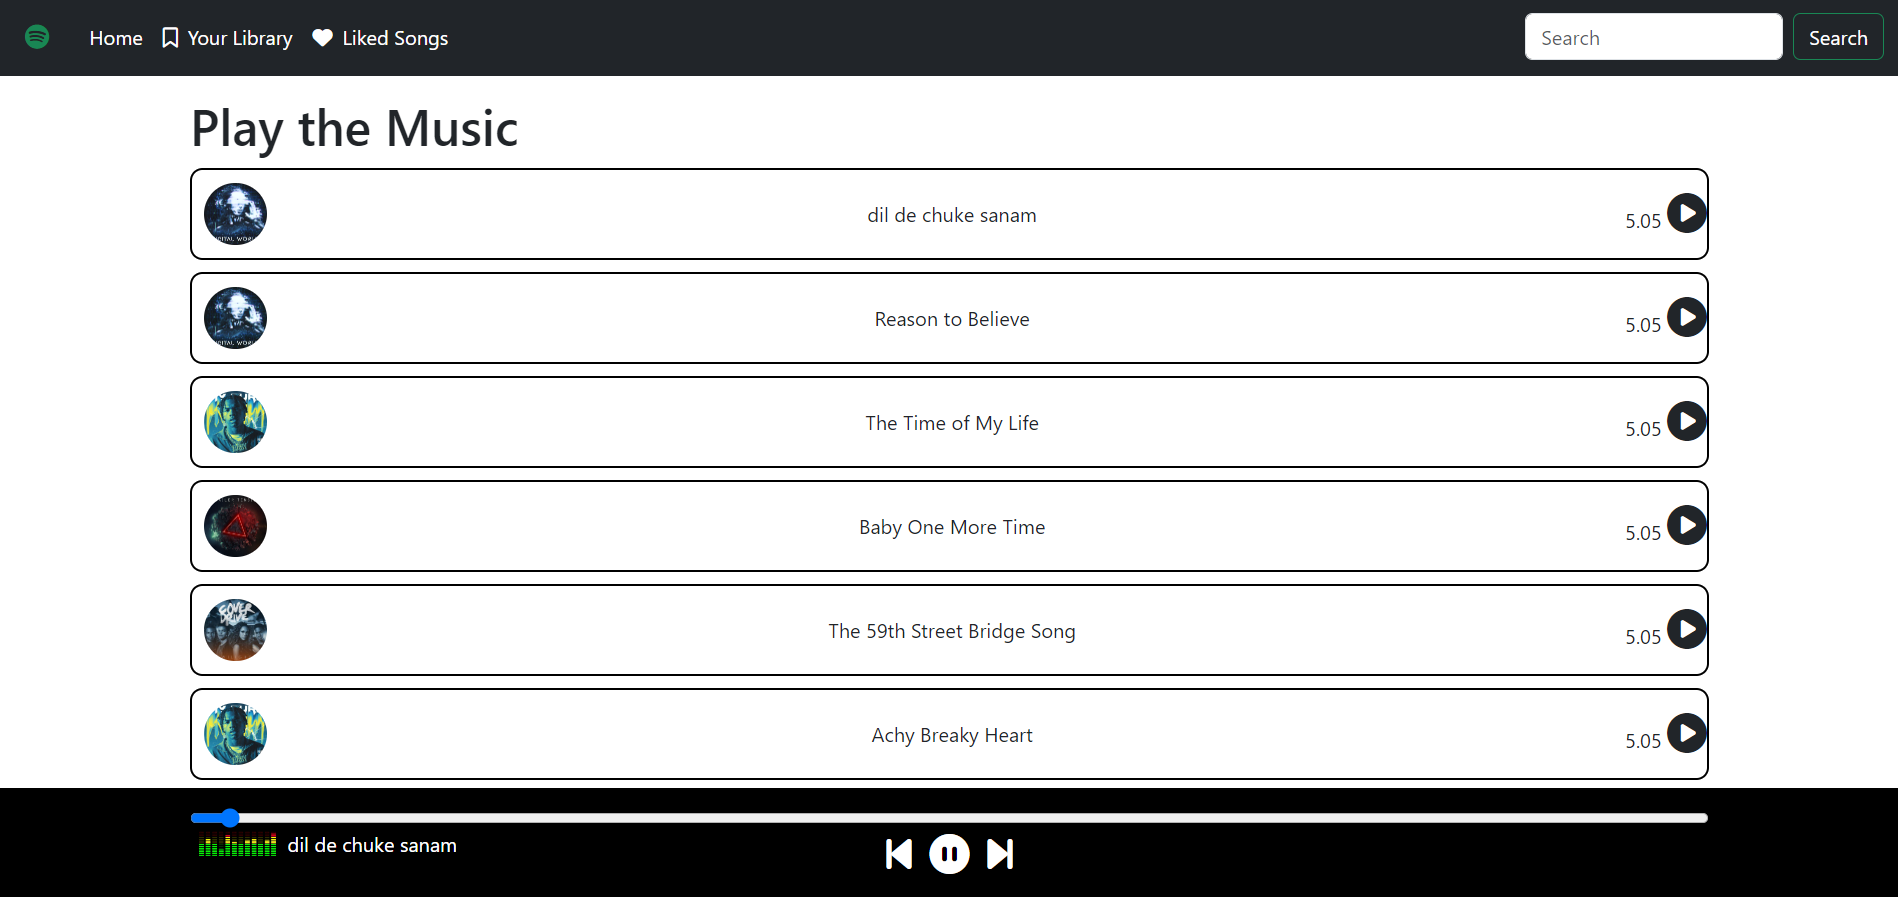 Home Your Library Liked Songs Search Search
Play the Music
dil de chuke sanam 5.05
Reason to Believe 5.05
The Time of My Life 5.05
Baby One More Time 5.05
The 59th Street Bridge Song 5.05
COVER
DRIVE
Achy Breaky Heart 5.05
dil de chuke sanam